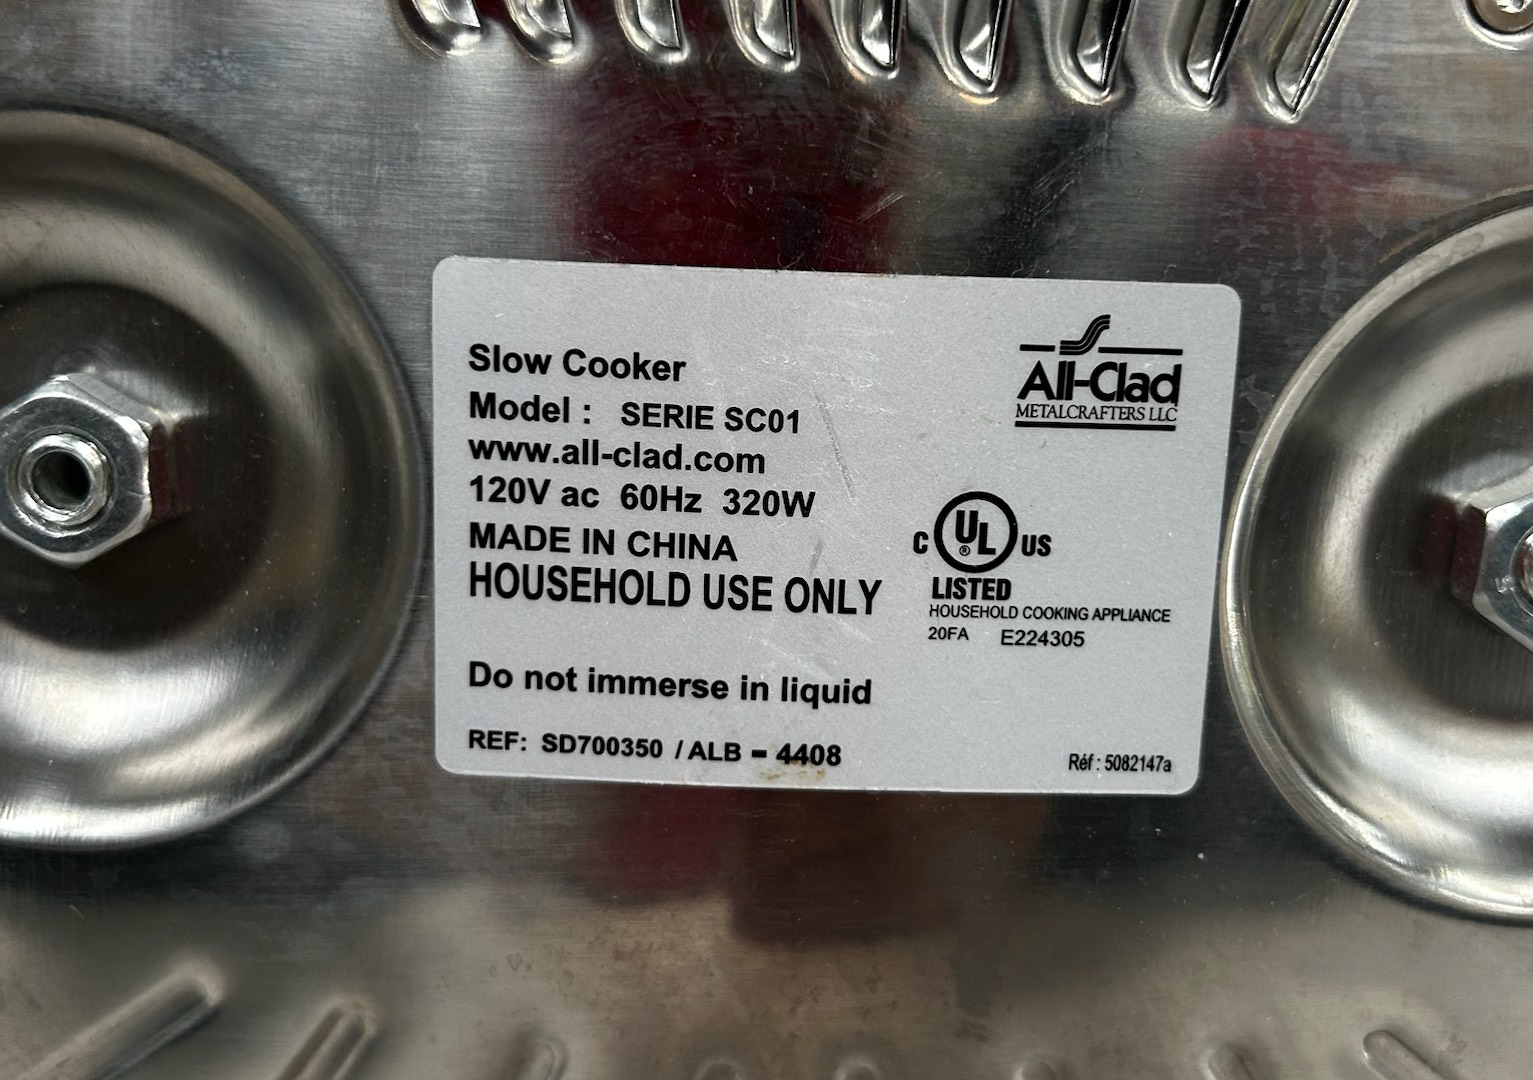 Slow Cooker
Model : SERIE SC01
www.all-clad.com
120V ac 60Hz 320W
MADE IN CHINA
HOUSEHOLD USE ONLY
Do not immerse in liquid
REF: SD700350 / ALB - 4408
All-Clad
METALCRAFTERS LLC
C UL ® US
LISTED
HOUSEHOLD COOKING APPLIANCE
20FA E224305
Réf : 5082147a